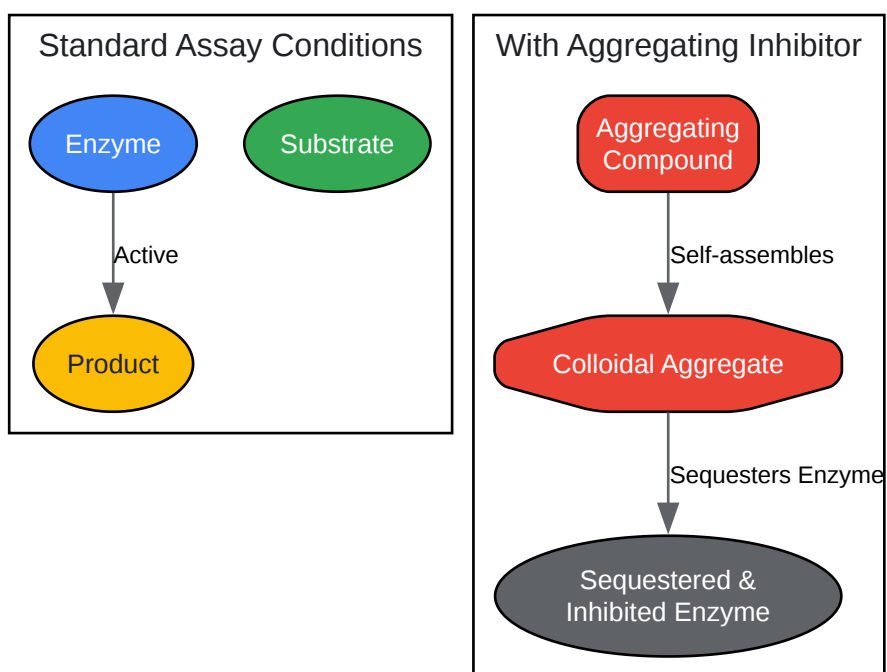 Standard Assay Conditions
Enzyme
Substrate
Active
Product
With Aggregating Inhibitor
Aggregating
Compound
Self-assembles
Colloidal Aggregate
Sequesters Enzyme
Sequestered &
Inhibited Enzyme